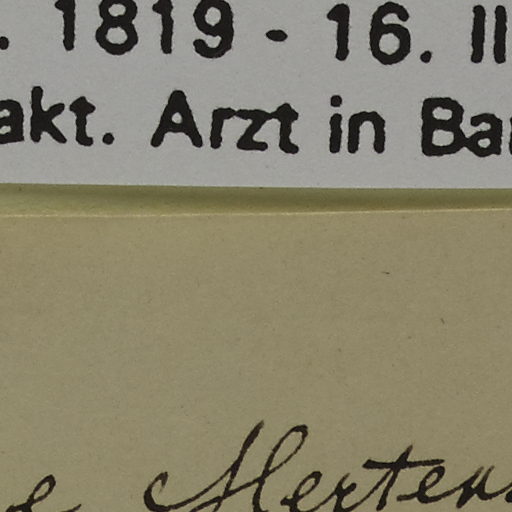 . 1819 - 16. II
akt. Arzt in Ba
e Mertens